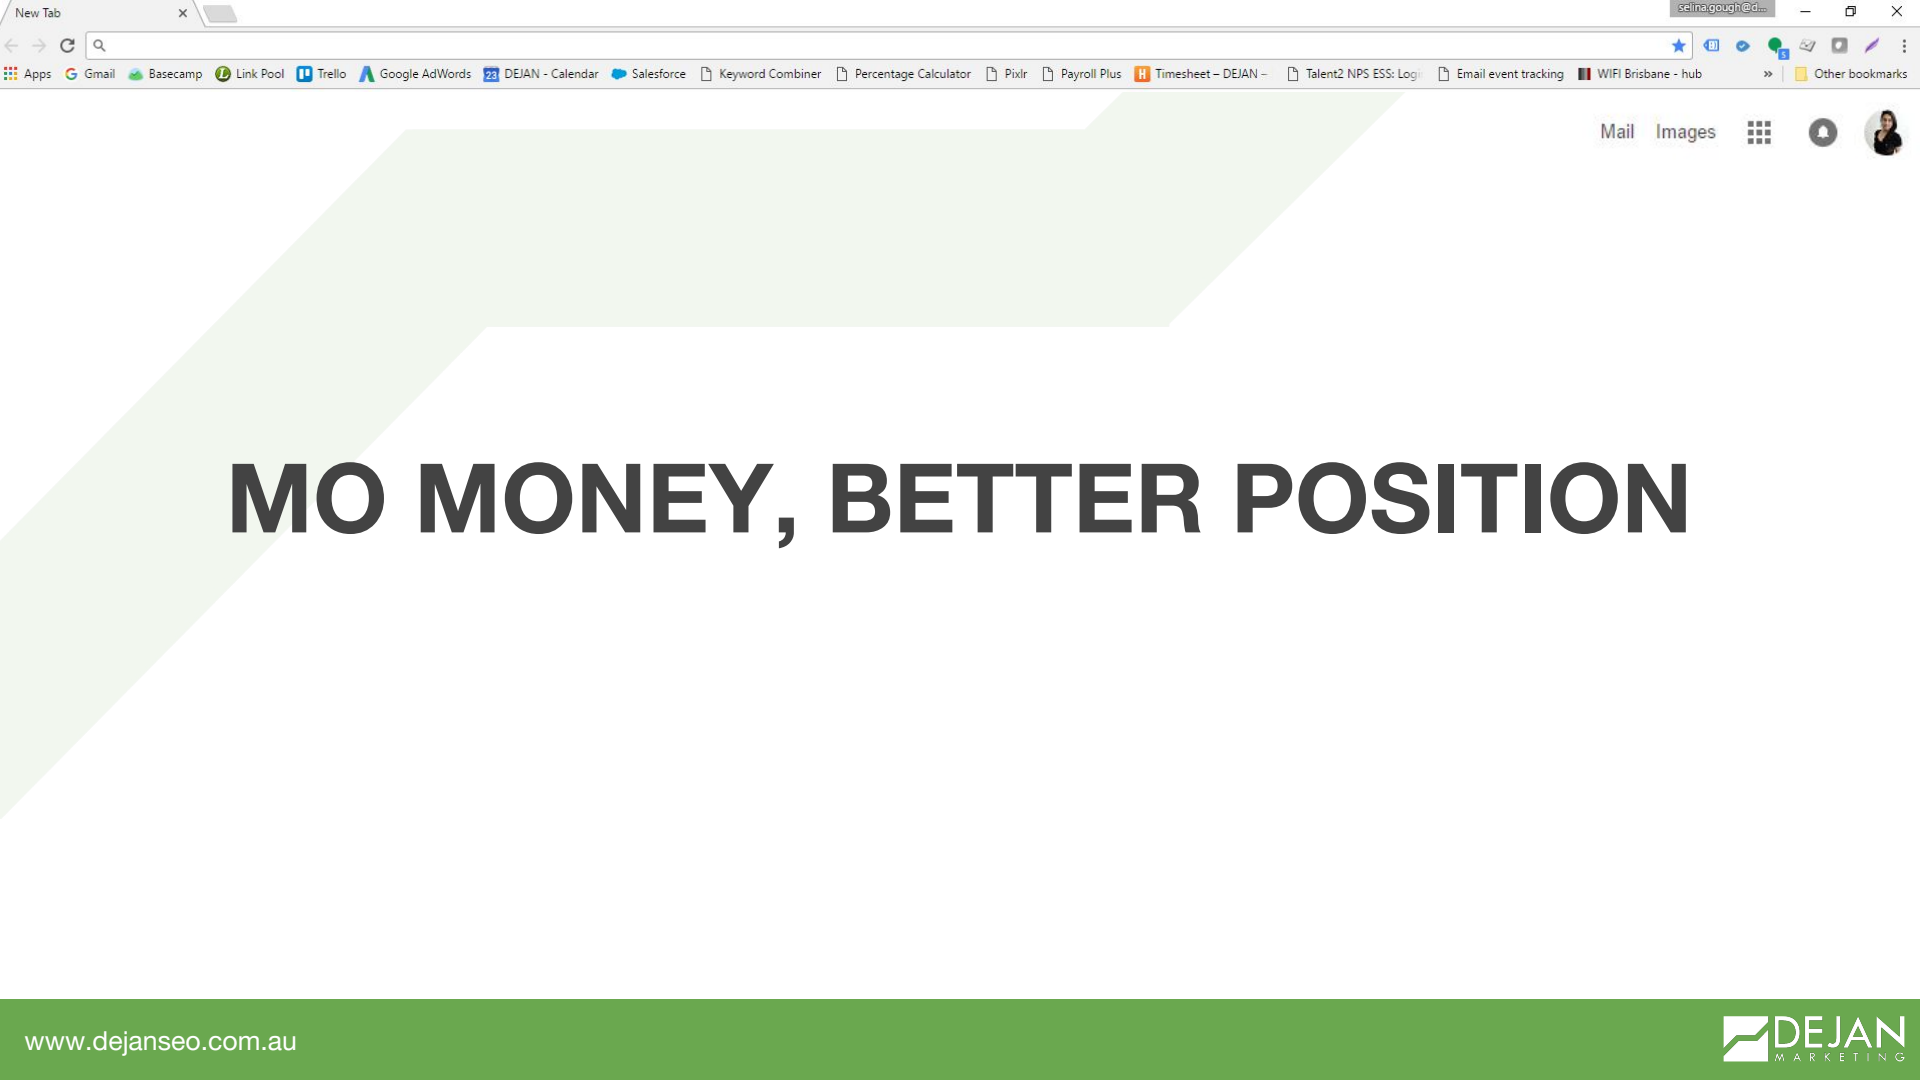 New Tab
selina.gough@d...
Apps Gmail Basecamp Link Pool Trello Google AdWords 23 DEJAN - Calendar Salesforce Keyword Combiner Percentage Calculator Pixlr Payroll Plus H Timesheet – DEJAN – Talent2 NPS ESS: Logi Email event tracking WIFI Brisbane - hub » Other bookmarks
Mail Images
MO MONEY, BETTER POSITION
www.dejanseo.com.au
DEJAN
MARKETING